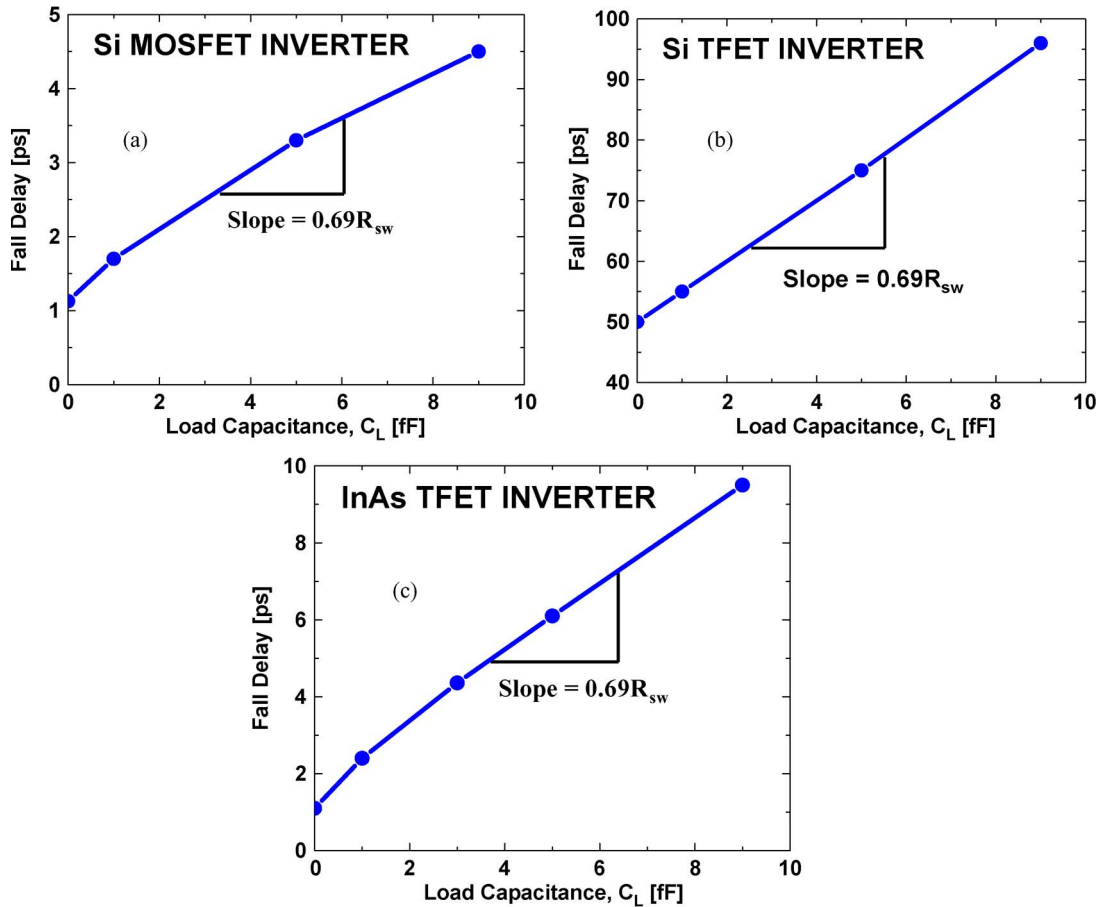 Si MOSFET INVERTER
(a)
Slope = 0.69R_sw
Fall Delay [ps]
5
4
3
2
1
0
0 2 4 6 8 10
Load Capacitance, C_L [fF]
Si TFET INVERTER
(b)
Slope = 0.69R_sw
Fall Delay [ps]
100
90
80
70
60
50
40
0 2 4 6 8 10
Load Capacitance, C_L [fF]
InAs TFET INVERTER
(c)
Slope = 0.69R_sw
Fall Delay [ps]
10
8
6
4
2
0
0 2 4 6 8 10
Load Capacitance, C_L [fF]